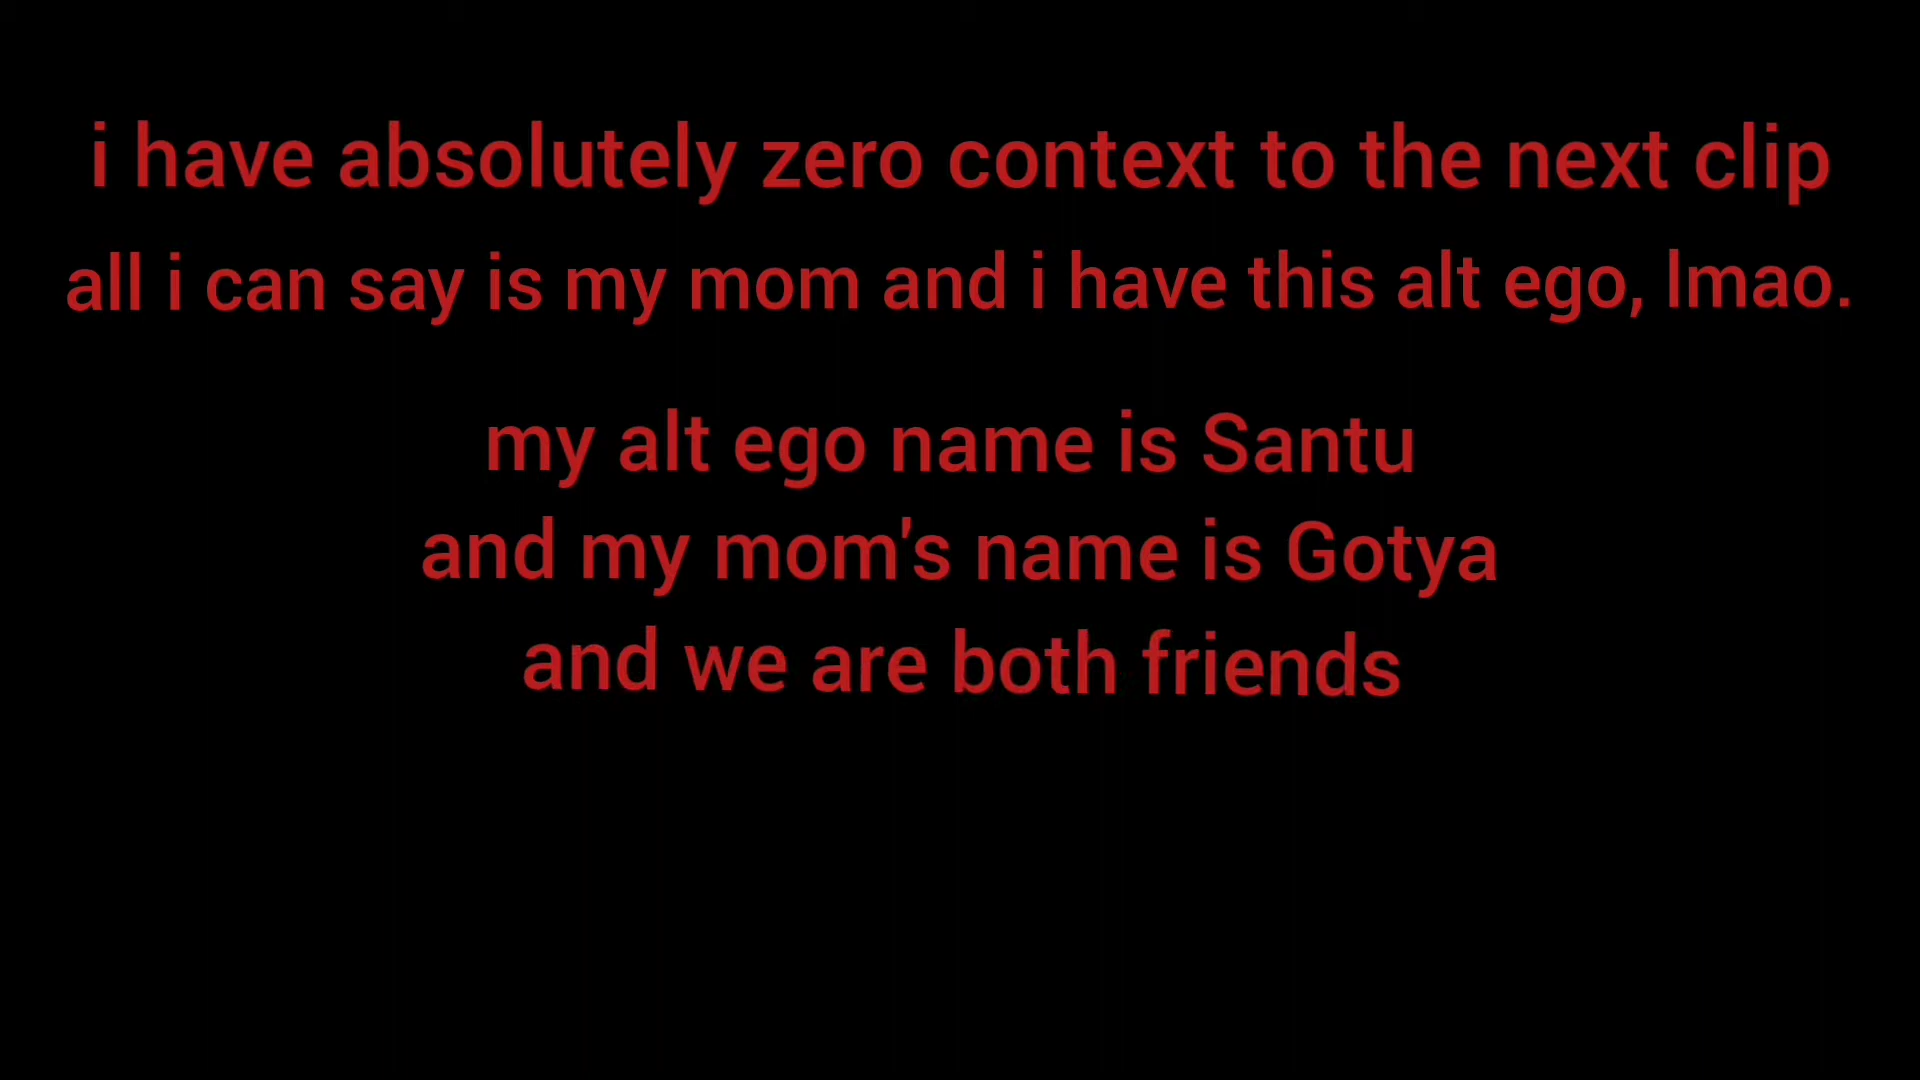 i have absolutely zero context to the next clip
all i can say is my mom and i have this alt ego, lmao.
my alt ego name is Santu
and my mom's name is Gotya
and we are both friends